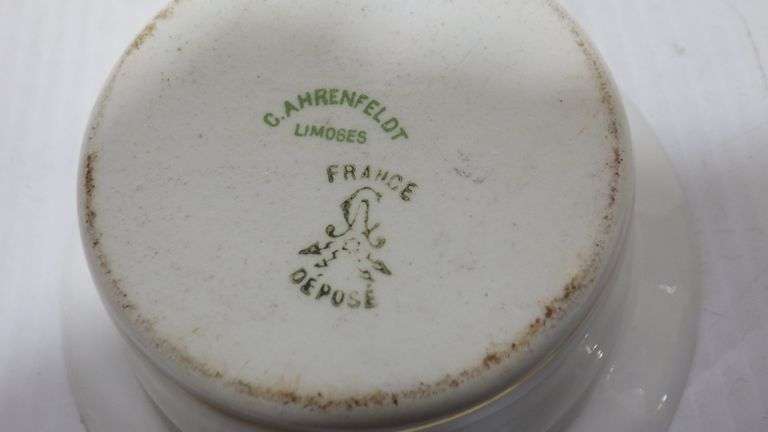 C. AHRENFELDT
LIMOGES
FRANCE
DÉPOSÉ